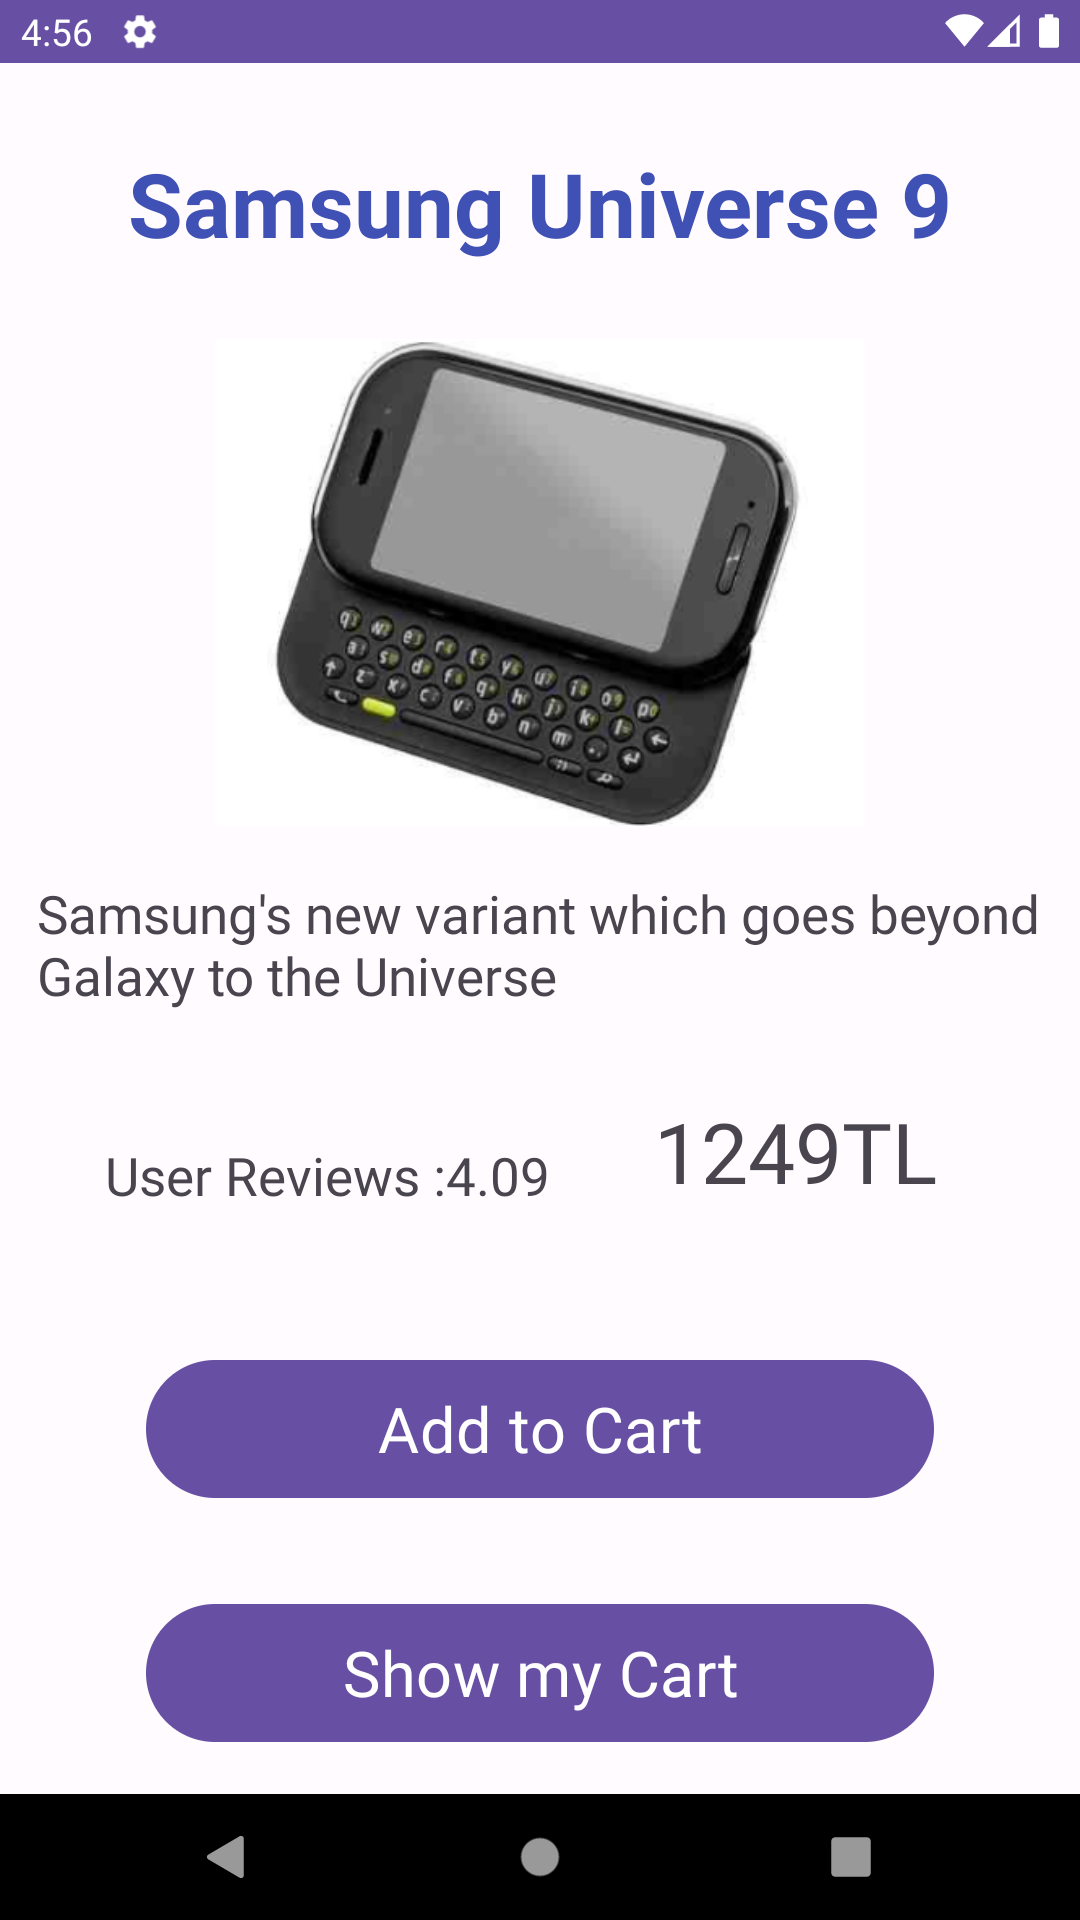 4:56
Samsung Universe 9
Samsung's new variant which goes beyond
Galaxy to the Universe
User Reviews :4.09
1249TL
Add to Cart
Show my Cart